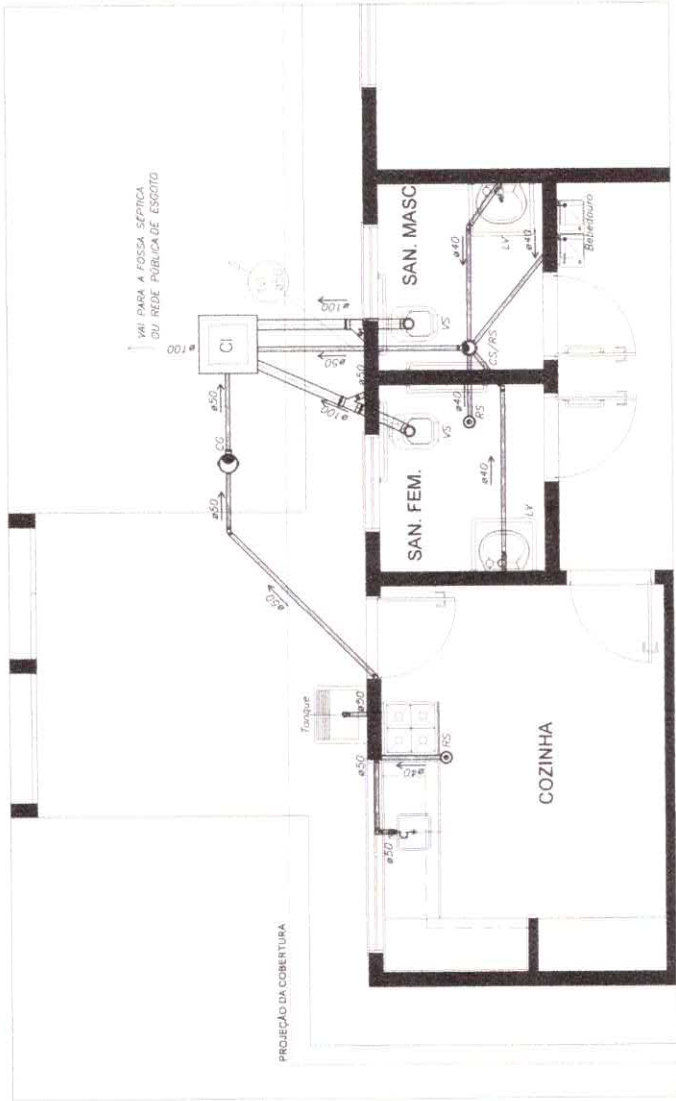 VAI PARA A FOSSA SÉPTICA
OU REDE PÚBLICA DE ESGOTO
ø100
CI
ø50
CG
ø50
ø50
ø100
ø50
ø100
ø50
ø50
SAN. MASC
VS
LV
ø40
ø40
CS/RS
Bebedouro
SAN. FEM.
VS
ø40
RS
ø40
LV
Tanque
ø50
ø50
ø40
RS
ø50
COZINHA
PROJEÇÃO DA COBERTURA